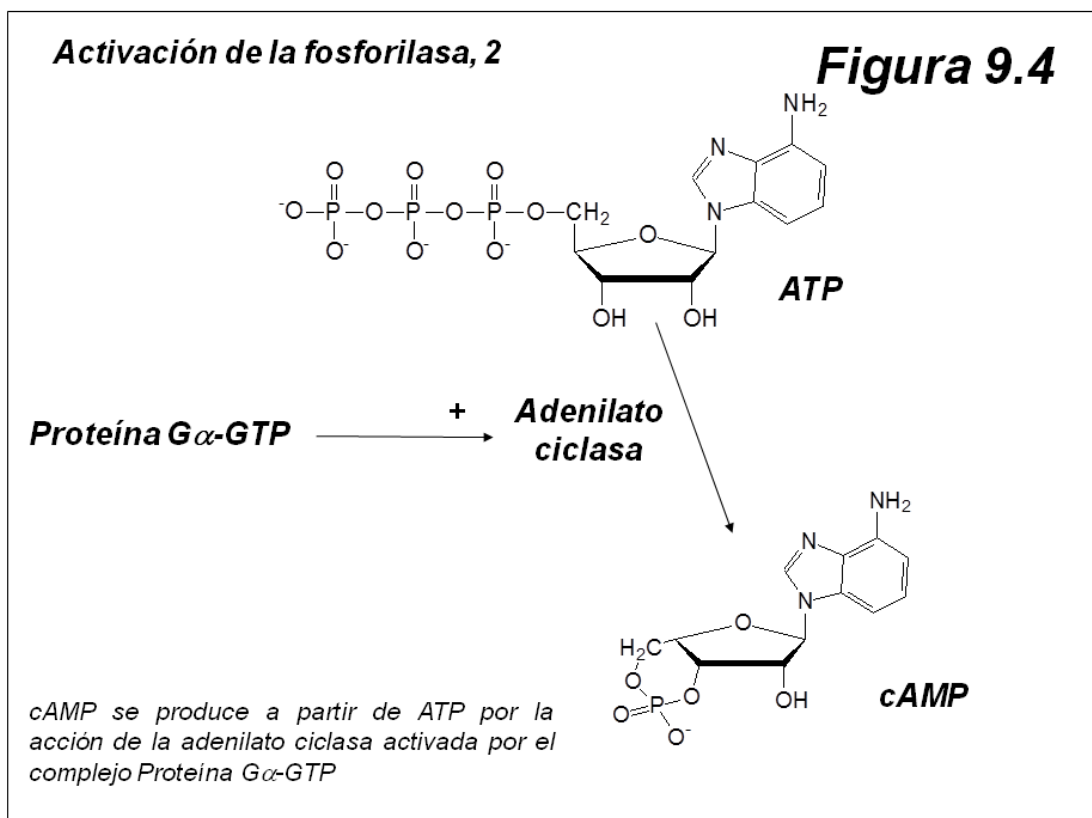 Activación de la fosforilasa, 2
Figura 9.4
NH2
N
N
O O O
-O-P-O-P-O-P-O-CH2
O- O- O-
O
OH OH
ATP
+
Proteína Gα-GTP
Adenilato
ciclasa
NH2
N
N
O
H2C
O
O
O=P
O-
OH
cAMP
cAMP se produce a partir de ATP por la
acción de la adenilato ciclasa activada por el
complejo Proteína Gα-GTP